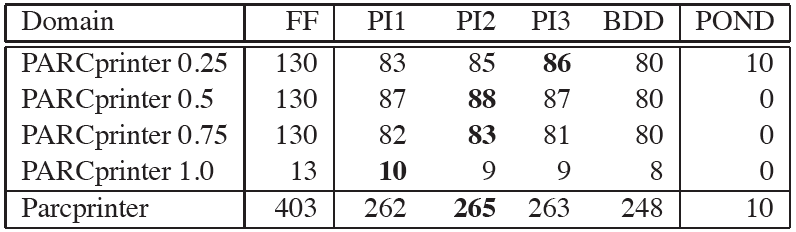 Domain FF PI1 PI2 PI3 BDD POND
PARCprinter 0.25 130 83 85 86 80 10
PARCprinter 0.5 130 87 88 87 80 0
PARCprinter 0.75 130 82 83 81 80 0
PARCprinter 1.0 13 10 9 9 8 0
Parcprinter 403 262 265 263 248 10